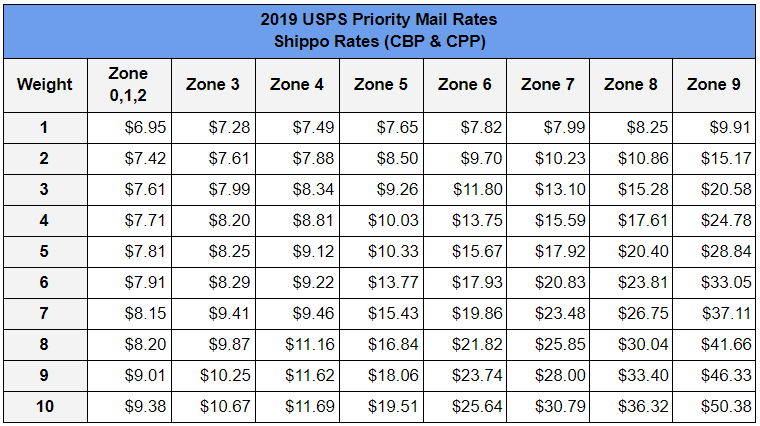 2019 USPS Priority Mail Rates
Shippo Rates (CBP & CPP)
Weight Zone 0,1,2 Zone 3 Zone 4 Zone 5 Zone 6 Zone 7 Zone 8 Zone 9
1 $6.95 $7.28 $7.49 $7.65 $7.82 $7.99 $8.25 $9.91
2 $7.42 $7.61 $7.88 $8.50 $9.70 $10.23 $10.86 $15.17
3 $7.61 $7.99 $8.34 $9.26 $11.80 $13.10 $15.28 $20.58
4 $7.71 $8.20 $8.81 $10.03 $13.75 $15.59 $17.61 $24.78
5 $7.81 $8.25 $9.12 $10.33 $15.67 $17.92 $20.40 $28.84
6 $7.91 $8.29 $9.22 $13.77 $17.93 $20.83 $23.81 $33.05
7 $8.15 $9.41 $9.46 $15.43 $19.86 $23.48 $26.75 $37.11
8 $8.20 $9.87 $11.16 $16.84 $21.82 $25.85 $30.04 $41.66
9 $9.01 $10.25 $11.62 $18.06 $23.74 $28.00 $33.40 $46.33
10 $9.38 $10.67 $11.69 $19.51 $25.64 $30.79 $36.32 $50.38